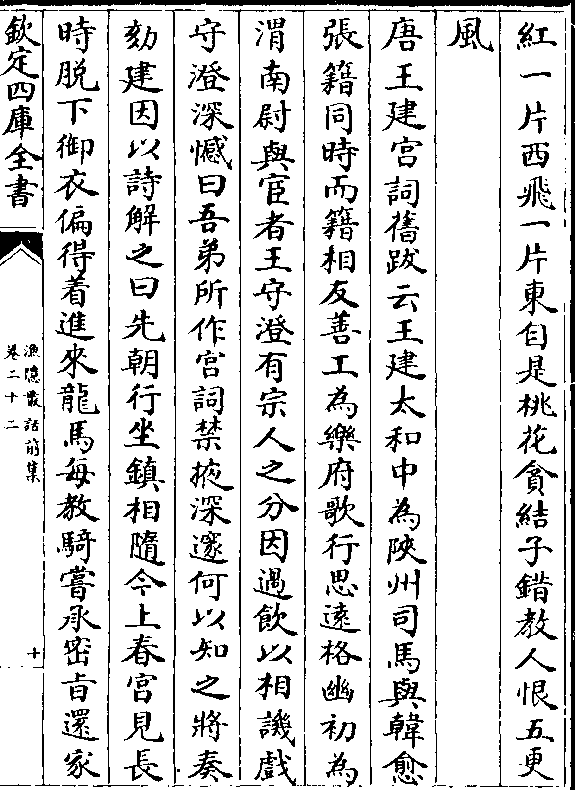 紅一片西飛一片東自是桃花貪結子錯教人恨五更
風
唐王建宫詞舊跋云王建太和中為陝州司馬與韓愈
張籍同時而籍相友善工為樂府歌行思逺格幽初為
渭南尉與宦者王守澄有宗人之分因過飲以相譏戲
守澄深憾曰吾弟所作宫詞禁掖深邃何以知之將奏
劾建因以詩解之曰先朝行坐鎮相隨今上春宫見長
時脱下御衣偏得着進來龍馬每教騎嘗承密旨還家
欽定四庫全書
漁隱叢話前集
卷二十二
十